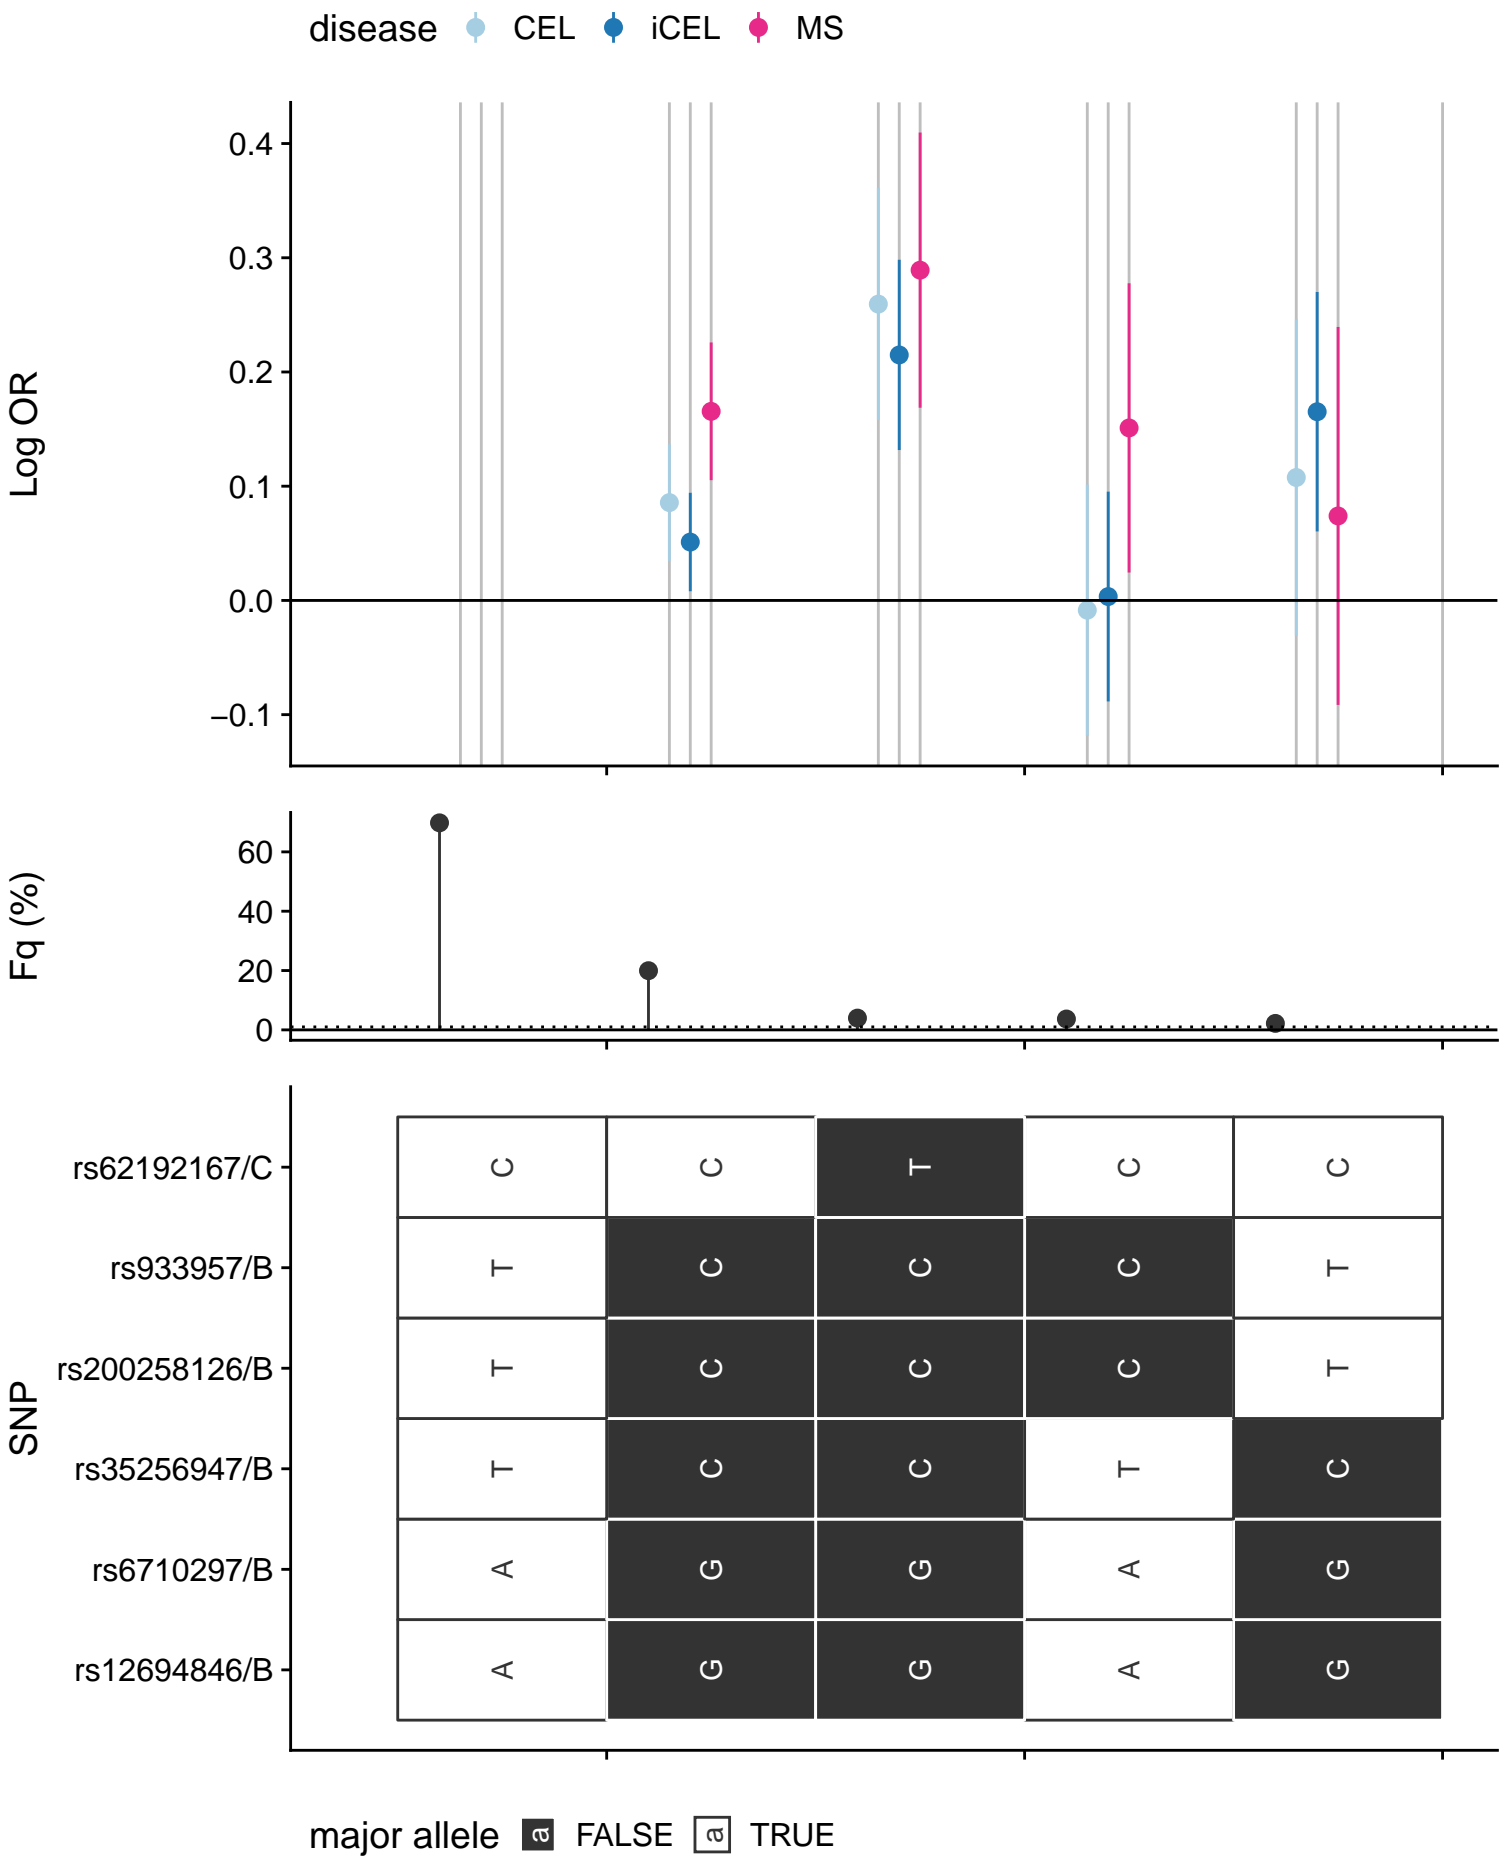 disease CEL iCEL MS
Log OR
0.4
0.3
0.2
0.1
0.0
−0.1
Fq (%)
60
40
20
0
SNP
rs62192167/C C C T C C
rs933957/B T C C C T
rs200258126/B T C C C T
rs35256947/B T C C T C
rs6710297/B A G G A G
rs12694846/B A G G A G
major allele a FALSE a TRUE